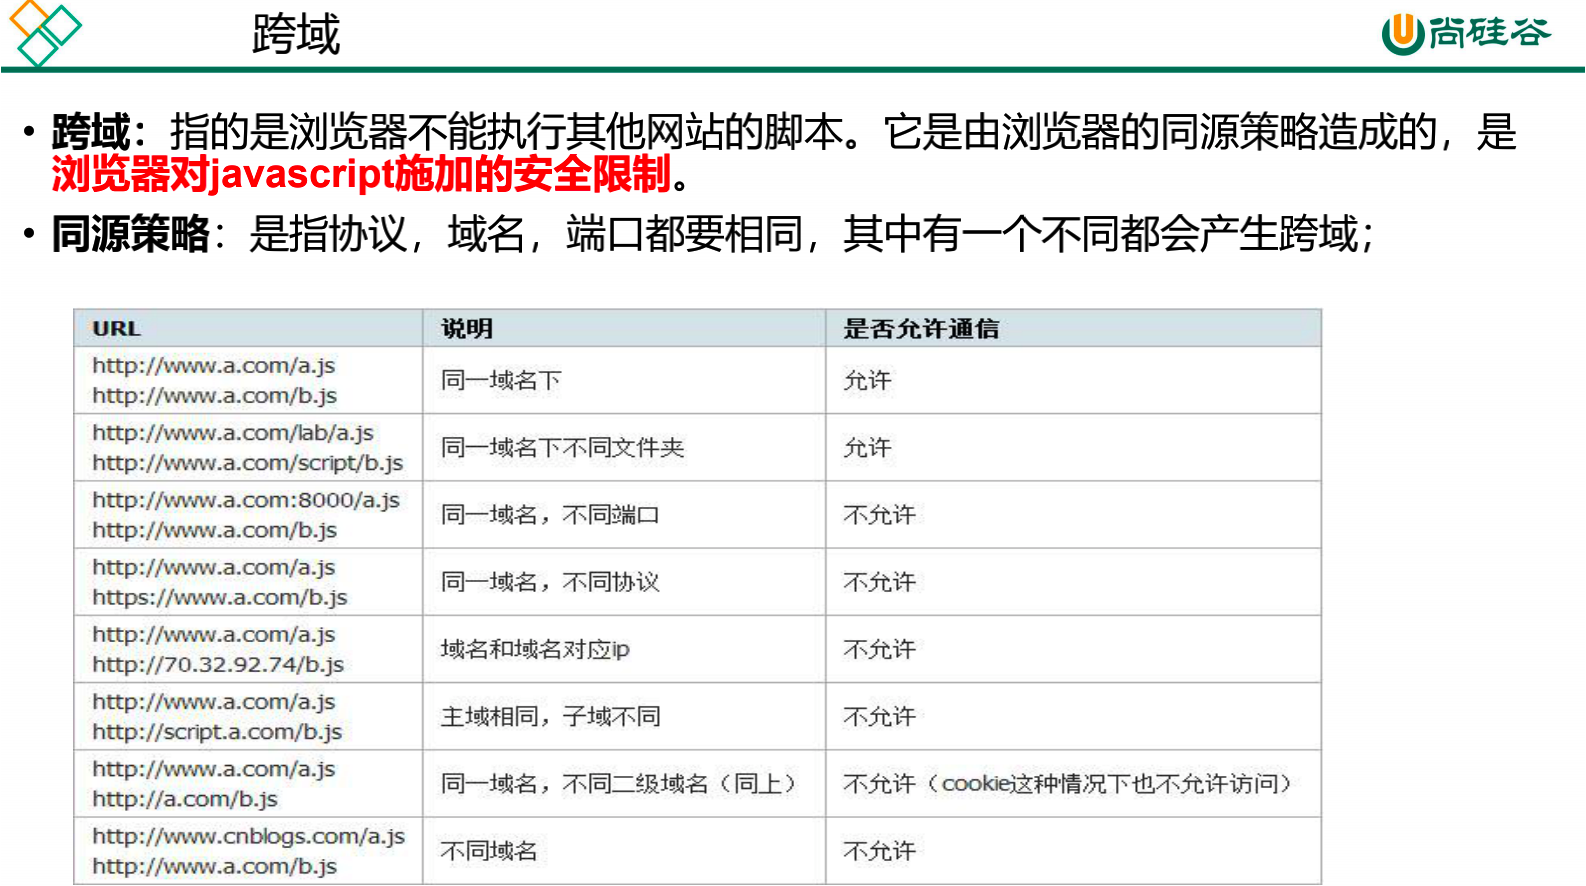 跨域
尚硅谷
• 跨域：指的是浏览器不能执行其他网站的脚本。它是由浏览器的同源策略造成的，是
浏览器对javascript施加的安全限制。
• 同源策略：是指协议，域名，端口都要相同，其中有一个不同都会产生跨域；
URL 说明 是否允许通信
http://www.a.com/a.js
http://www.a.com/b.js
同一域名下
允许
http://www.a.com/lab/a.js
http://www.a.com/script/b.js
同一域名下不同文件夹
允许
http://www.a.com:8000/a.js
http://www.a.com/b.js
同一域名，不同端口
不允许
http://www.a.com/a.js
https://www.a.com/b.js
同一域名，不同协议
不允许
http://www.a.com/a.js
http://70.32.92.74/b.js
域名和域名对应ip
不允许
http://www.a.com/a.js
http://script.a.com/b.js
主域相同，子域不同
不允许
http://www.a.com/a.js
http://a.com/b.js
同一域名，不同二级域名（同上）
不允许（cookie这种情况下也不允许访问）
http://www.cnblogs.com/a.js
http://www.a.com/b.js
不同域名
不允许